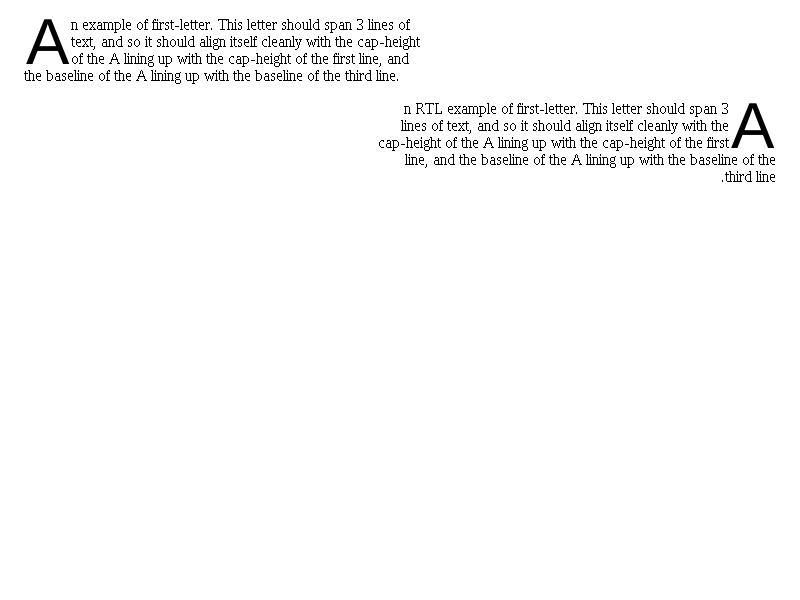 An example of first-letter. This letter should span 3 lines of
text, and so it should align itself cleanly with the cap-height
of the A lining up with the cap-height of the first line, and
the baseline of the A lining up with the baseline of the third line.
An RTL example of first-letter. This letter should span 3
lines of text, and so it should align itself cleanly with the
cap-height of the A lining up with the cap-height of the first
line, and the baseline of the A lining up with the baseline of the
.third line